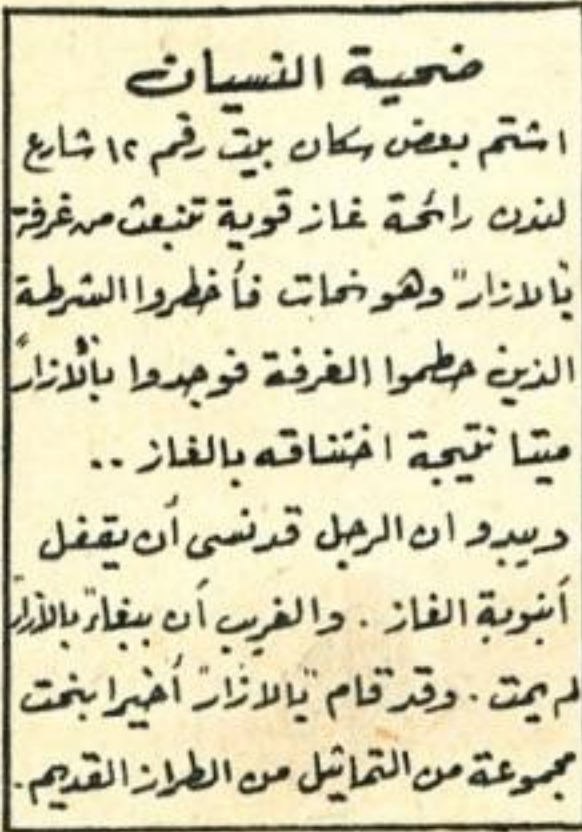 ضحية النسيان
اشتم بعض سكان بيت رقم ١٢ شارع
لندن رائحة غاز قوية تنبعث من غرفة
"بالازار" وهو نحات فأخطروا الشرطة
الذين حطموا الغرفة فوجدوا "بالازار"
ميتا نتيجة اختناقه بالغاز ..
ويبدو ان الرجل قد نسى أن يقفل
أنبوبة الغاز . والغريب أن ببغاء "بالازار"
لم يمت . وقد قام "بالازار" أخيرا بنحت
مجموعة من التماثيل من الطراز القديم .